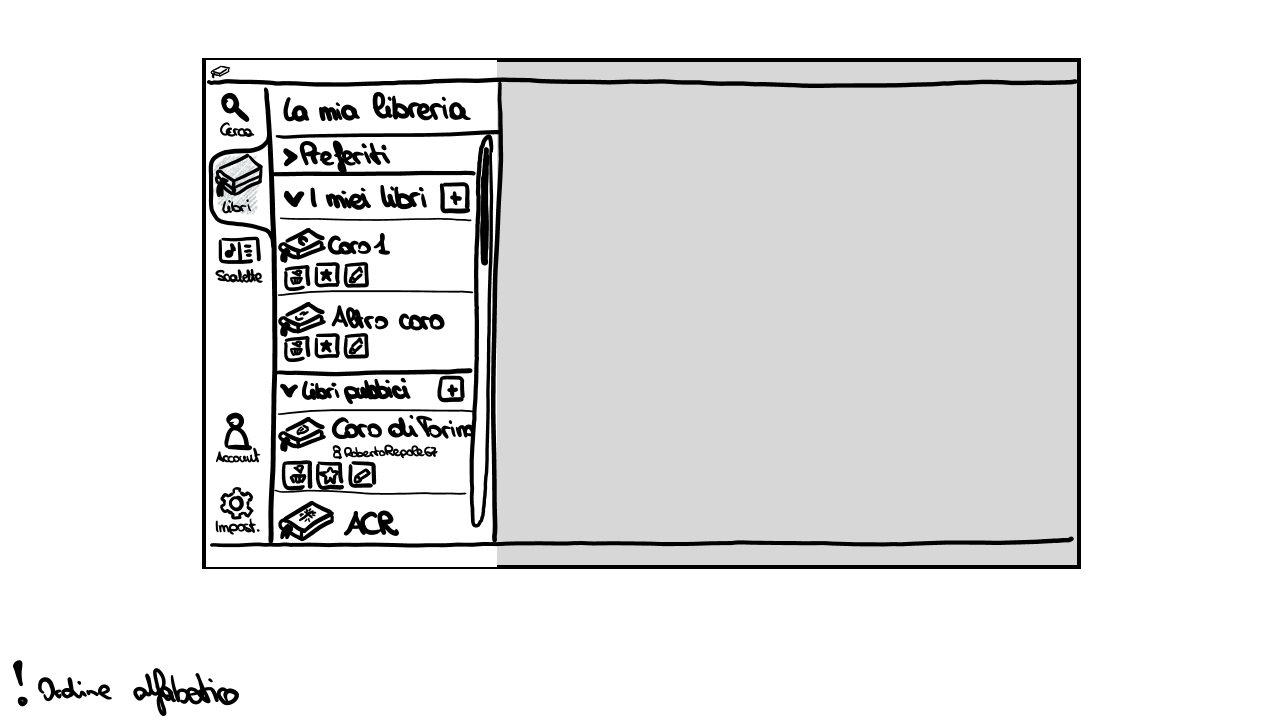 La mia libreria
Cerca
> Preferiti
I miei libri +
Libri
Coro 1
Scalette
Altro coro
Libri pubblici +
Coro di Torino
RobertoRepole67
Account
Impost.
ACR
! Ordine alfabetico